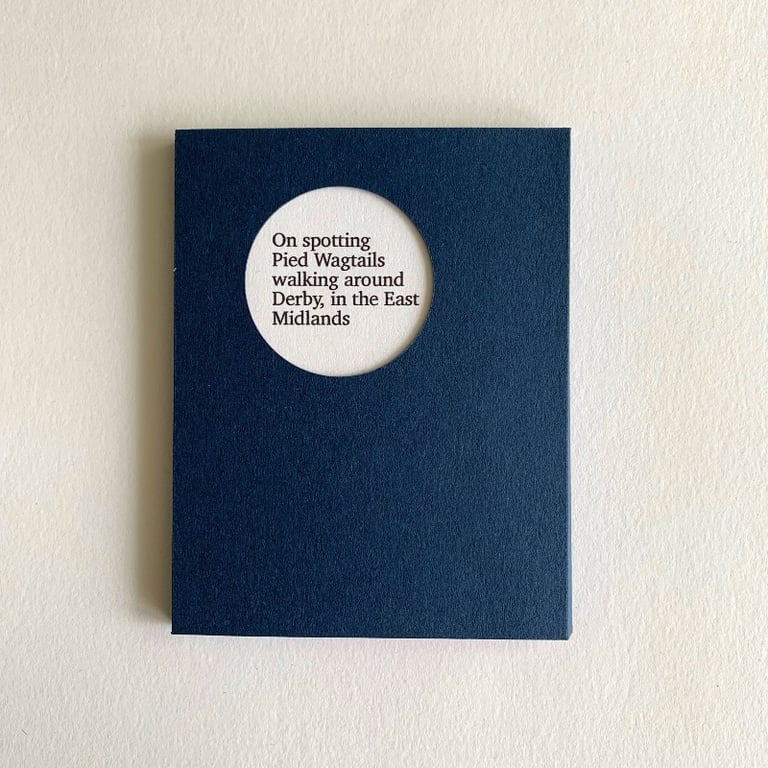 On spotting
Pied Wagtails
walking around
Derby, in the East
Midlands